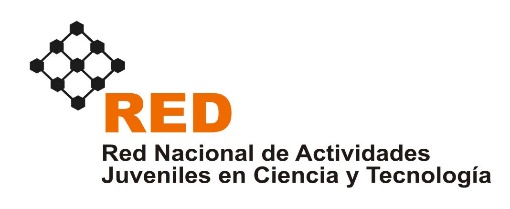 RED
Red Nacional de Actividades
Juveniles en Ciencia y Tecnología